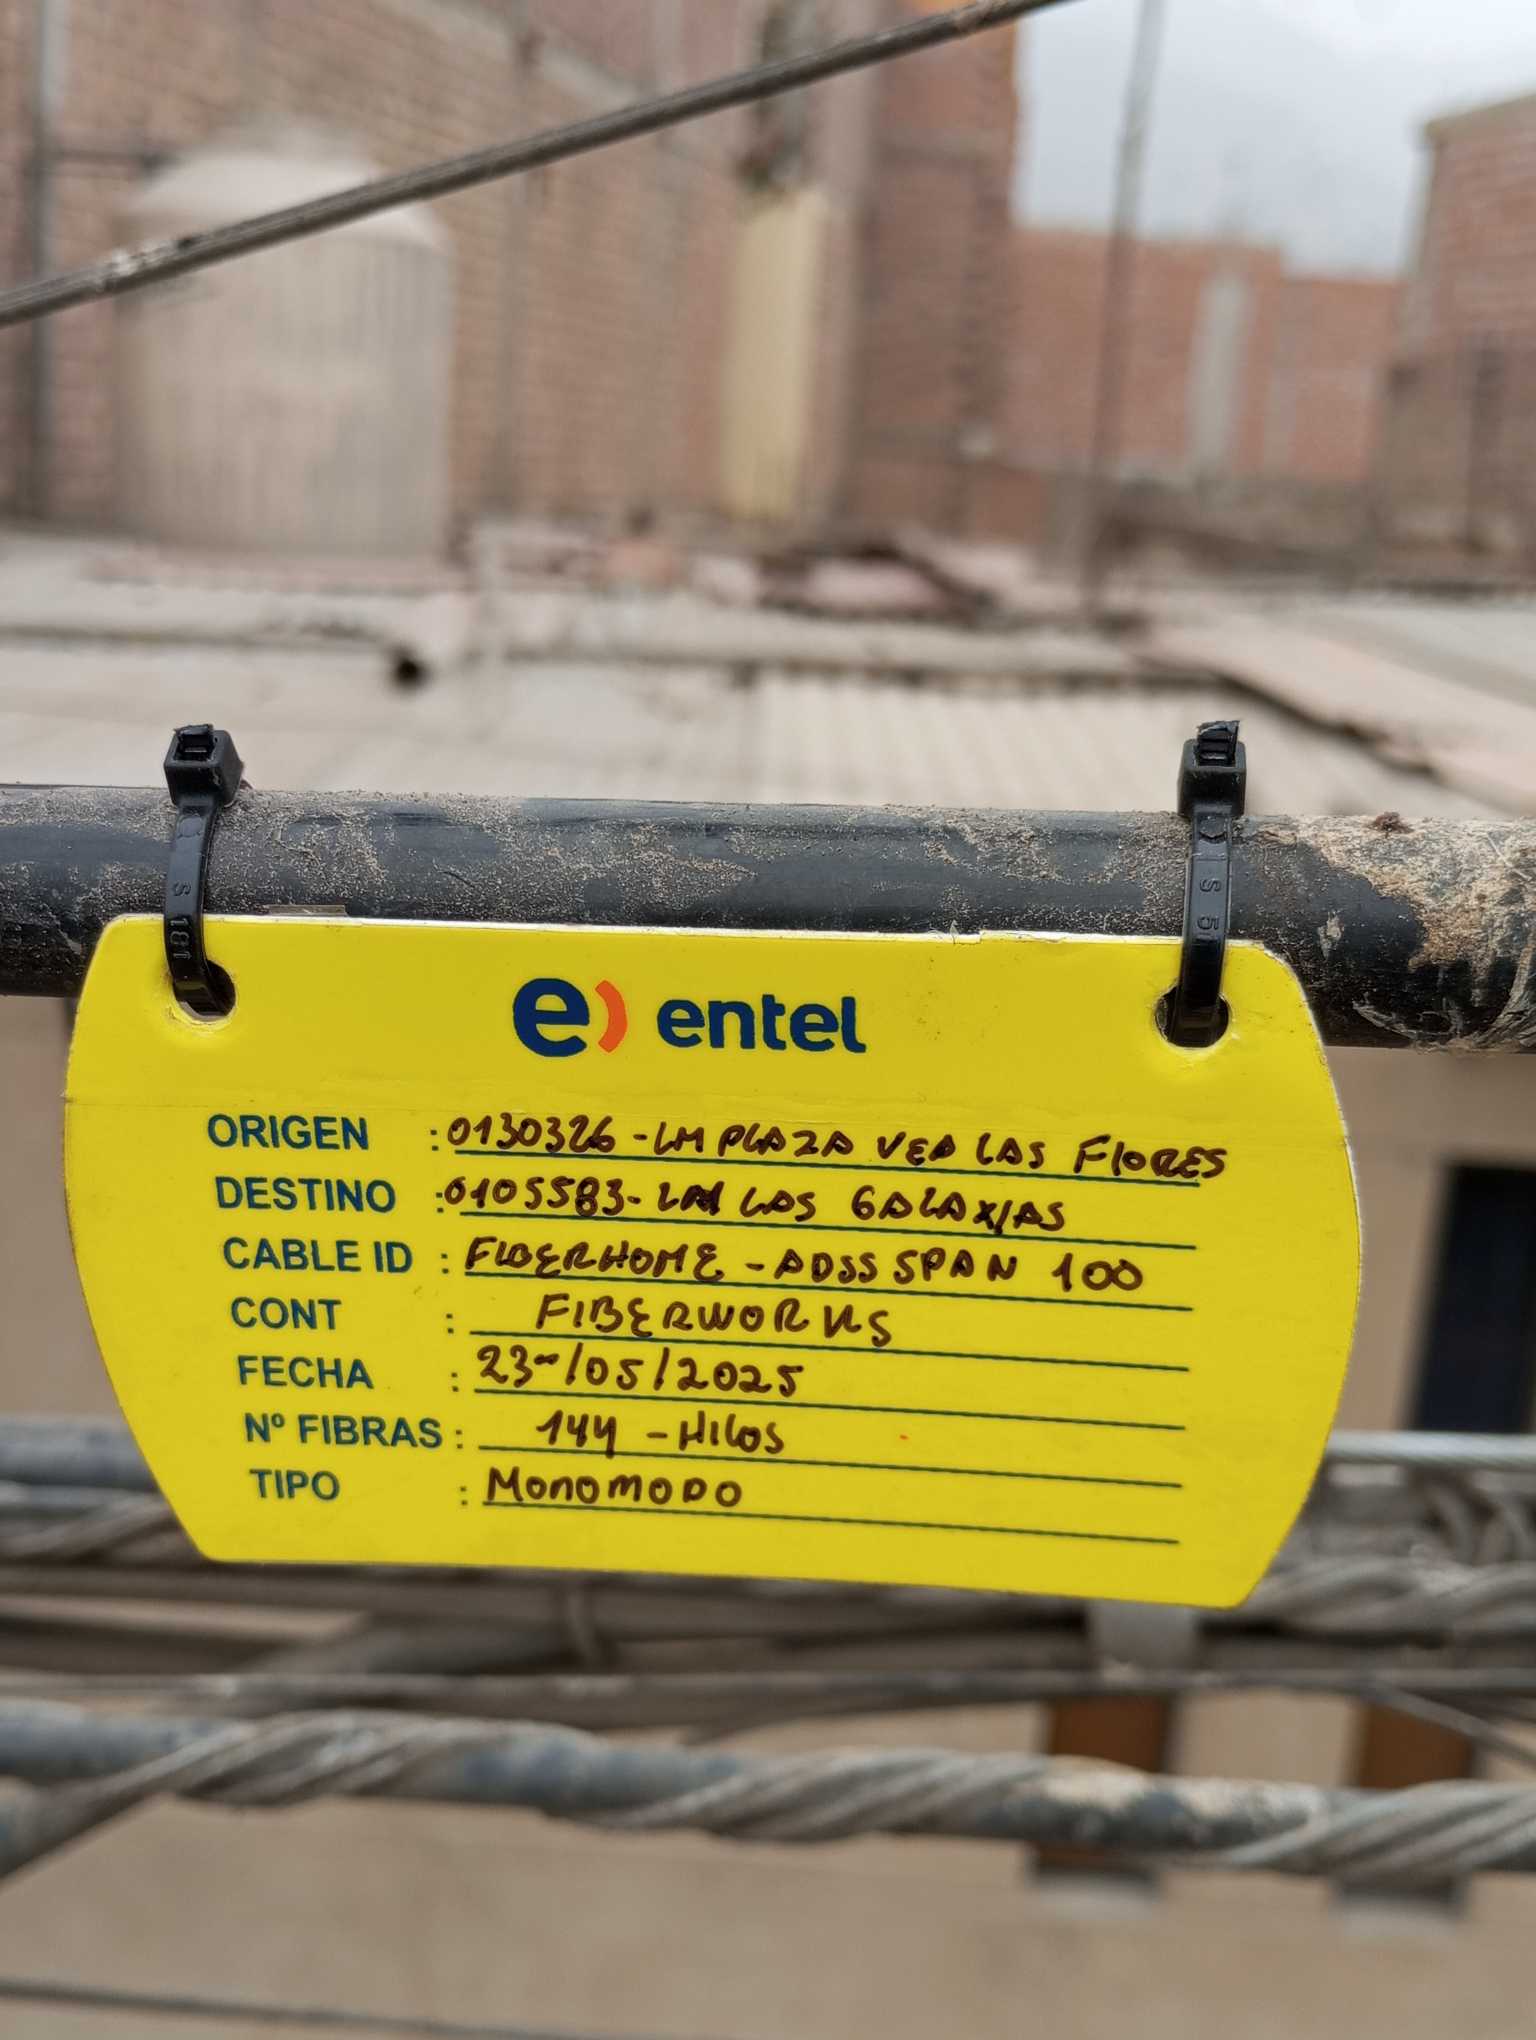 e) entel
ORIGEN : 0130326 - LM PLAZA VEA LAS FLORES
DESTINO : 0105583 - LM LAS GALAXIAS
CABLE ID : FIBERHOME - ADSS SPAN 100
CONT : FIBERWORKS
FECHA : 23-/05/2025
Nº FIBRAS : 144 - HILOS
TIPO : MONOMODO